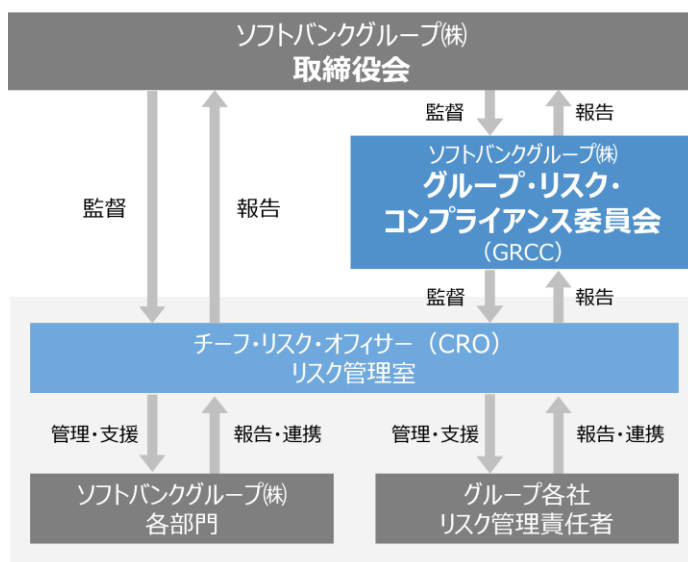 ソフトバンクグループ㈱
取締役会
監督
報告
監督
報告
ソフトバンクグループ㈱
グループ・リスク・
コンプライアンス委員会
（GRCC）
監督
報告
チーフ・リスク・オフィサー（CRO）
リスク管理室
管理・支援
報告・連携
管理・支援
報告・連携
ソフトバンクグループ㈱
各部門
グループ各社
リスク管理責任者